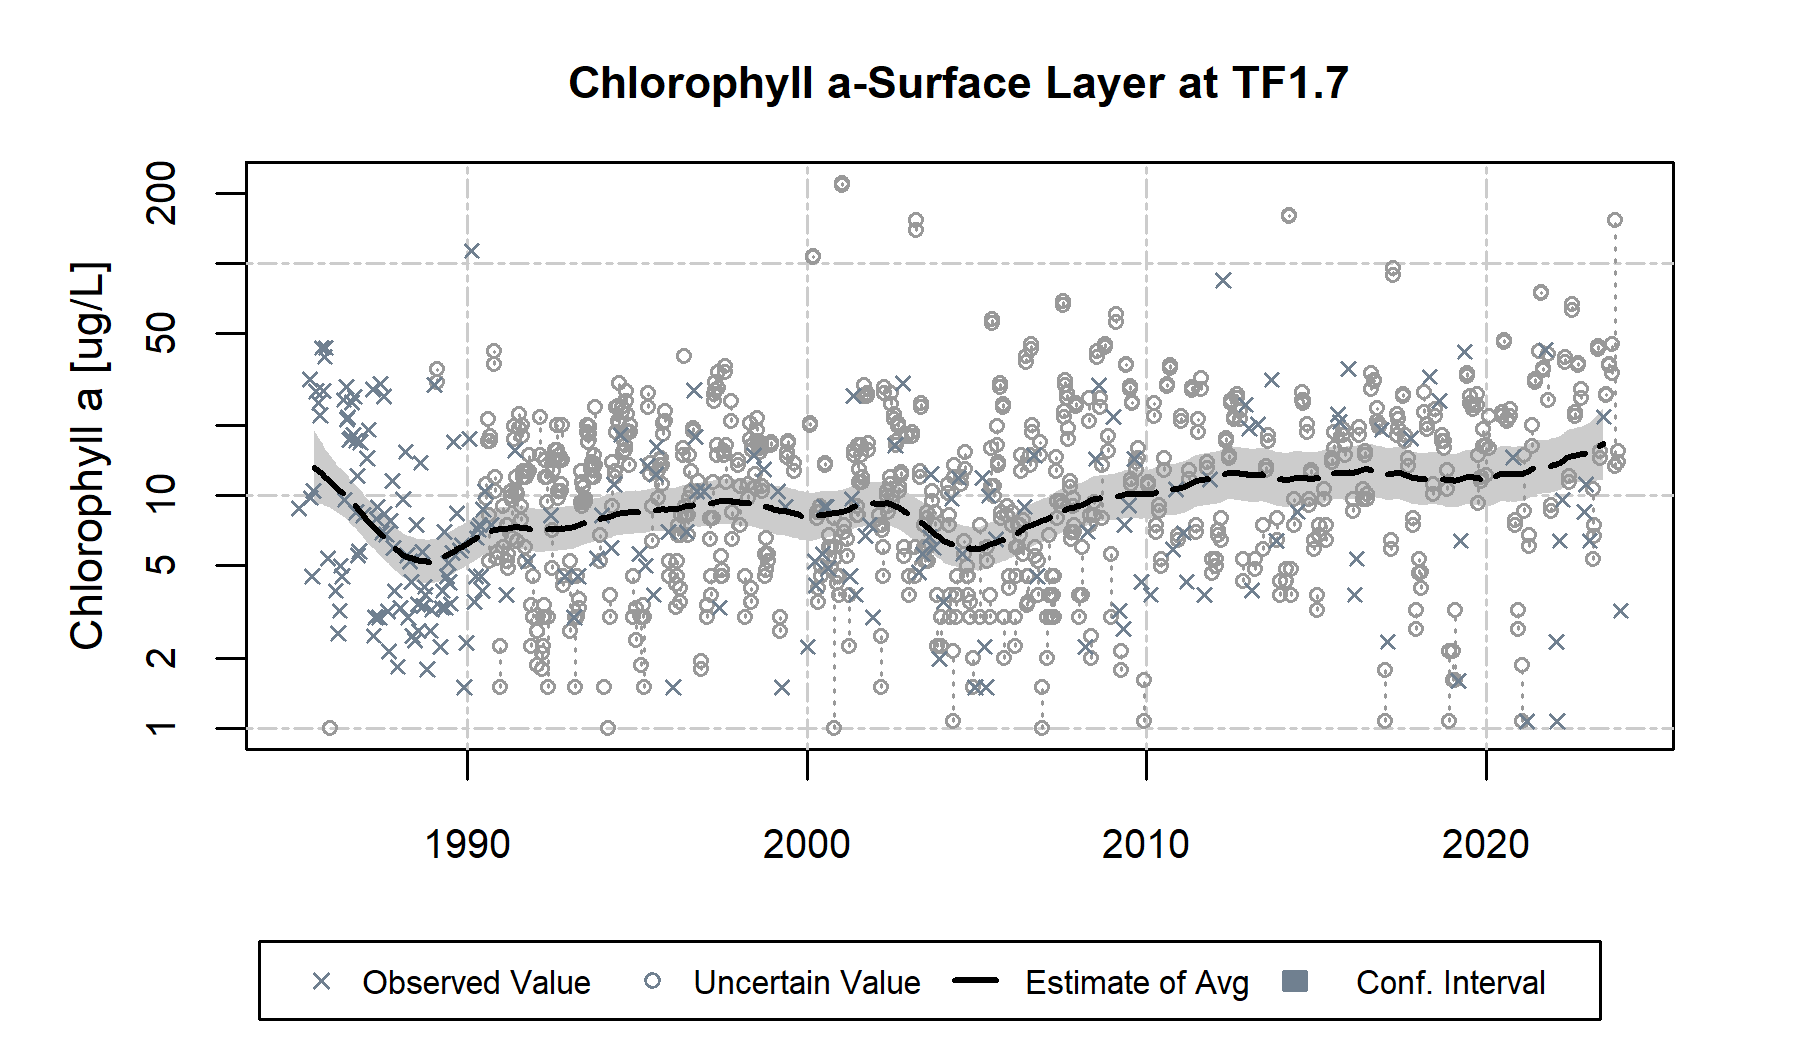 Chlorophyll a-Surface Layer at TF1.7
Chlorophyll a [ug/L]
200
50
10
5
2
1
1990 2000 2010 2020
Observed Value Uncertain Value Estimate of Avg Conf. Interval